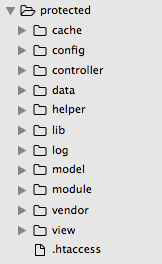 protected
cache
config
controller
data
helper
lib
log
model
module
vendor
view
.htaccess